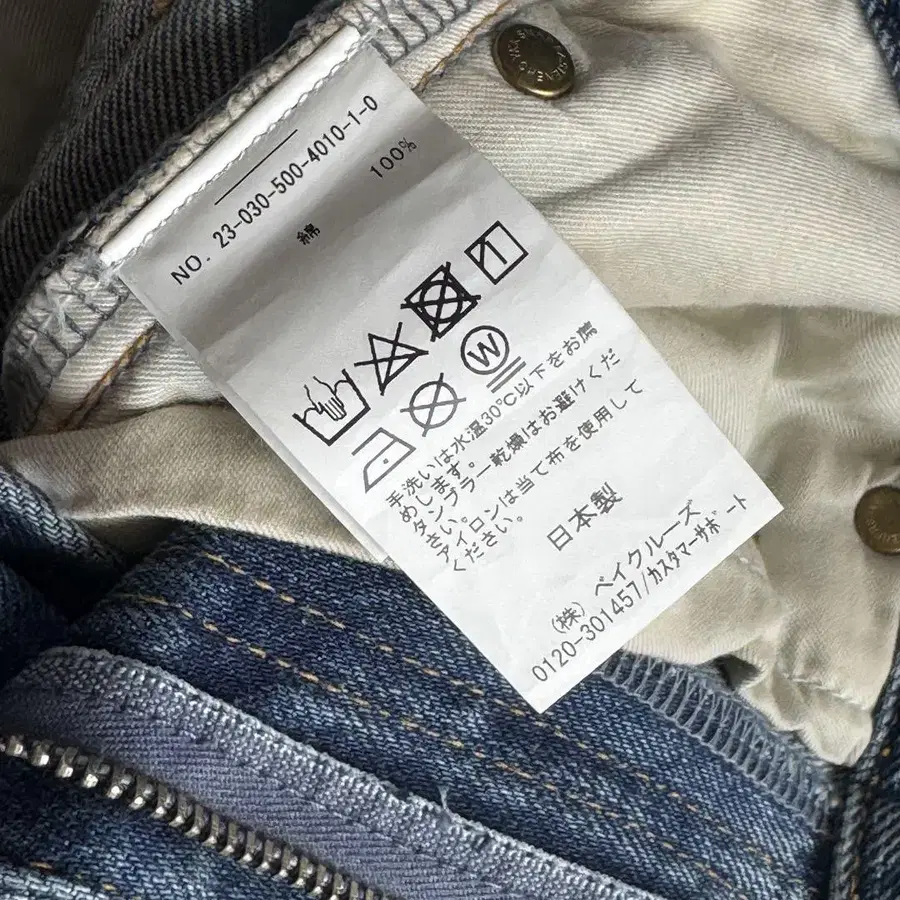 NO. 23-030-500-4010-1-0
綿 100%
W
手洗いは水温30℃以下をお薦
めします。
タンブラー乾燥はお避けくだ
さい。
アイロンは当て布を使用して
ください。
日本製
(株) ベイクルーズ
0120-301457/カスタマーサポート